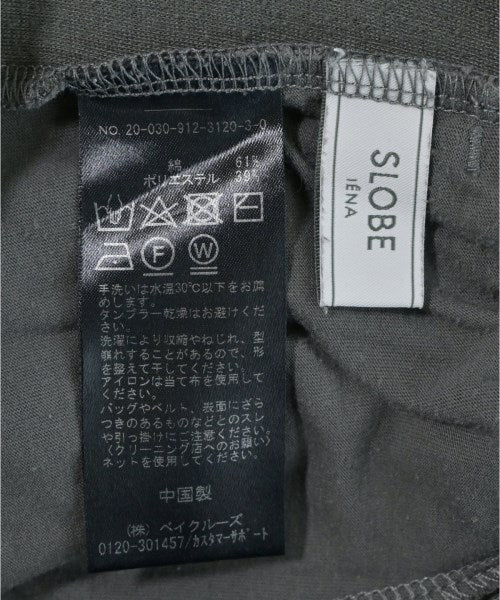 NO. 20-030-912-3120-3-0
綿 61%
ポリエステル 39%
F
W
手洗いは水温30℃以下をお薦
めします。
タンブラー乾燥はお避けくださ
い。
洗濯により収縮やねじれ、型
崩れすることがあるので、形
を整えて干してください。
アイロンは当て布を使用して
ください。
バッグやベルト、表面にざら
つきのあるものなどとのスレ
や引っ掛けにご注意ください。
(クリーニング店へのお願い)
ネットを使用してください。
中国製
(株) ベイクルーズ
0120-301457/カスタマーサポート
SLOBE
IÉNA